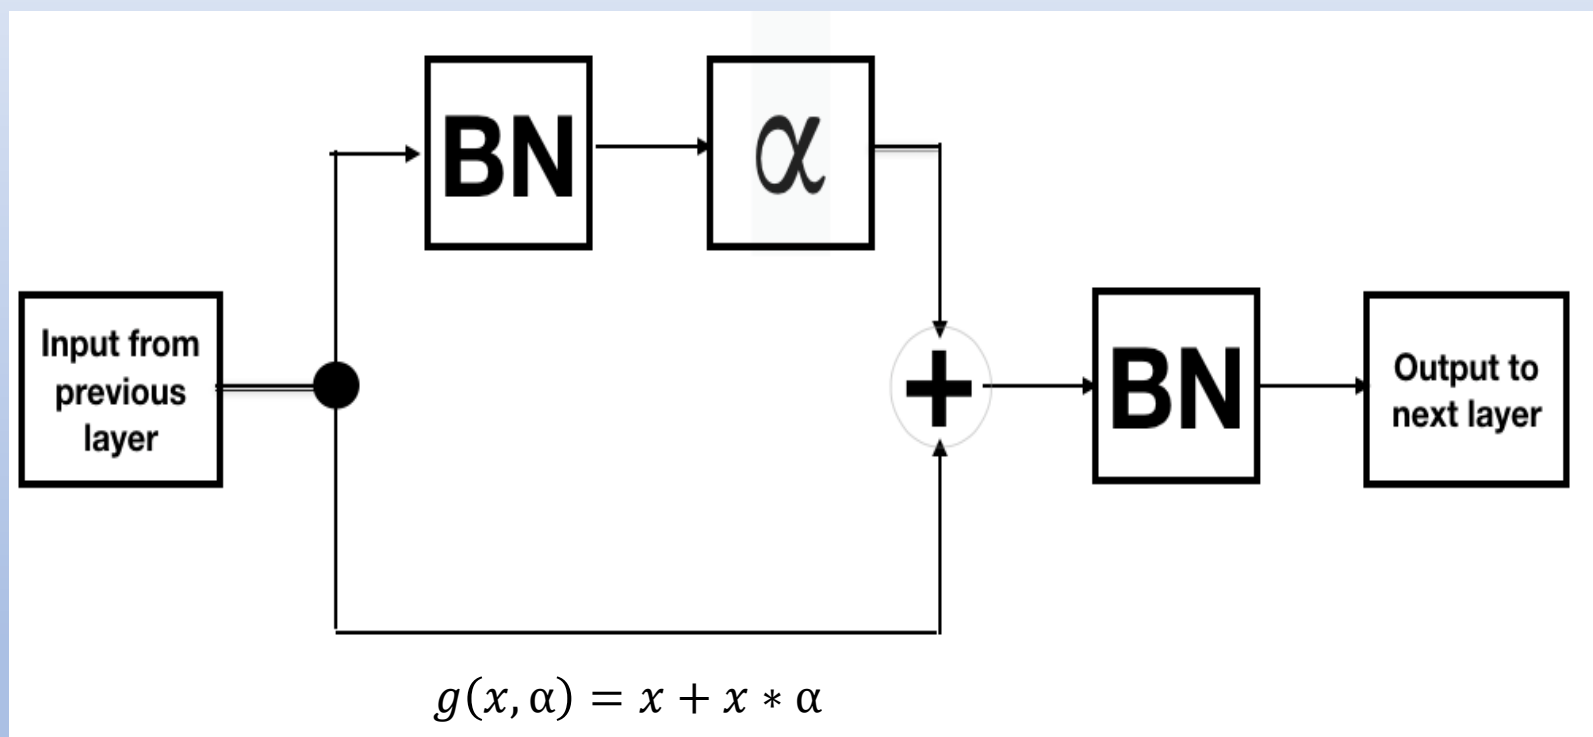 BN
α
Input from
previous
layer
+
BN
Output to
next layer
g(x, α) = x + x ∗ α